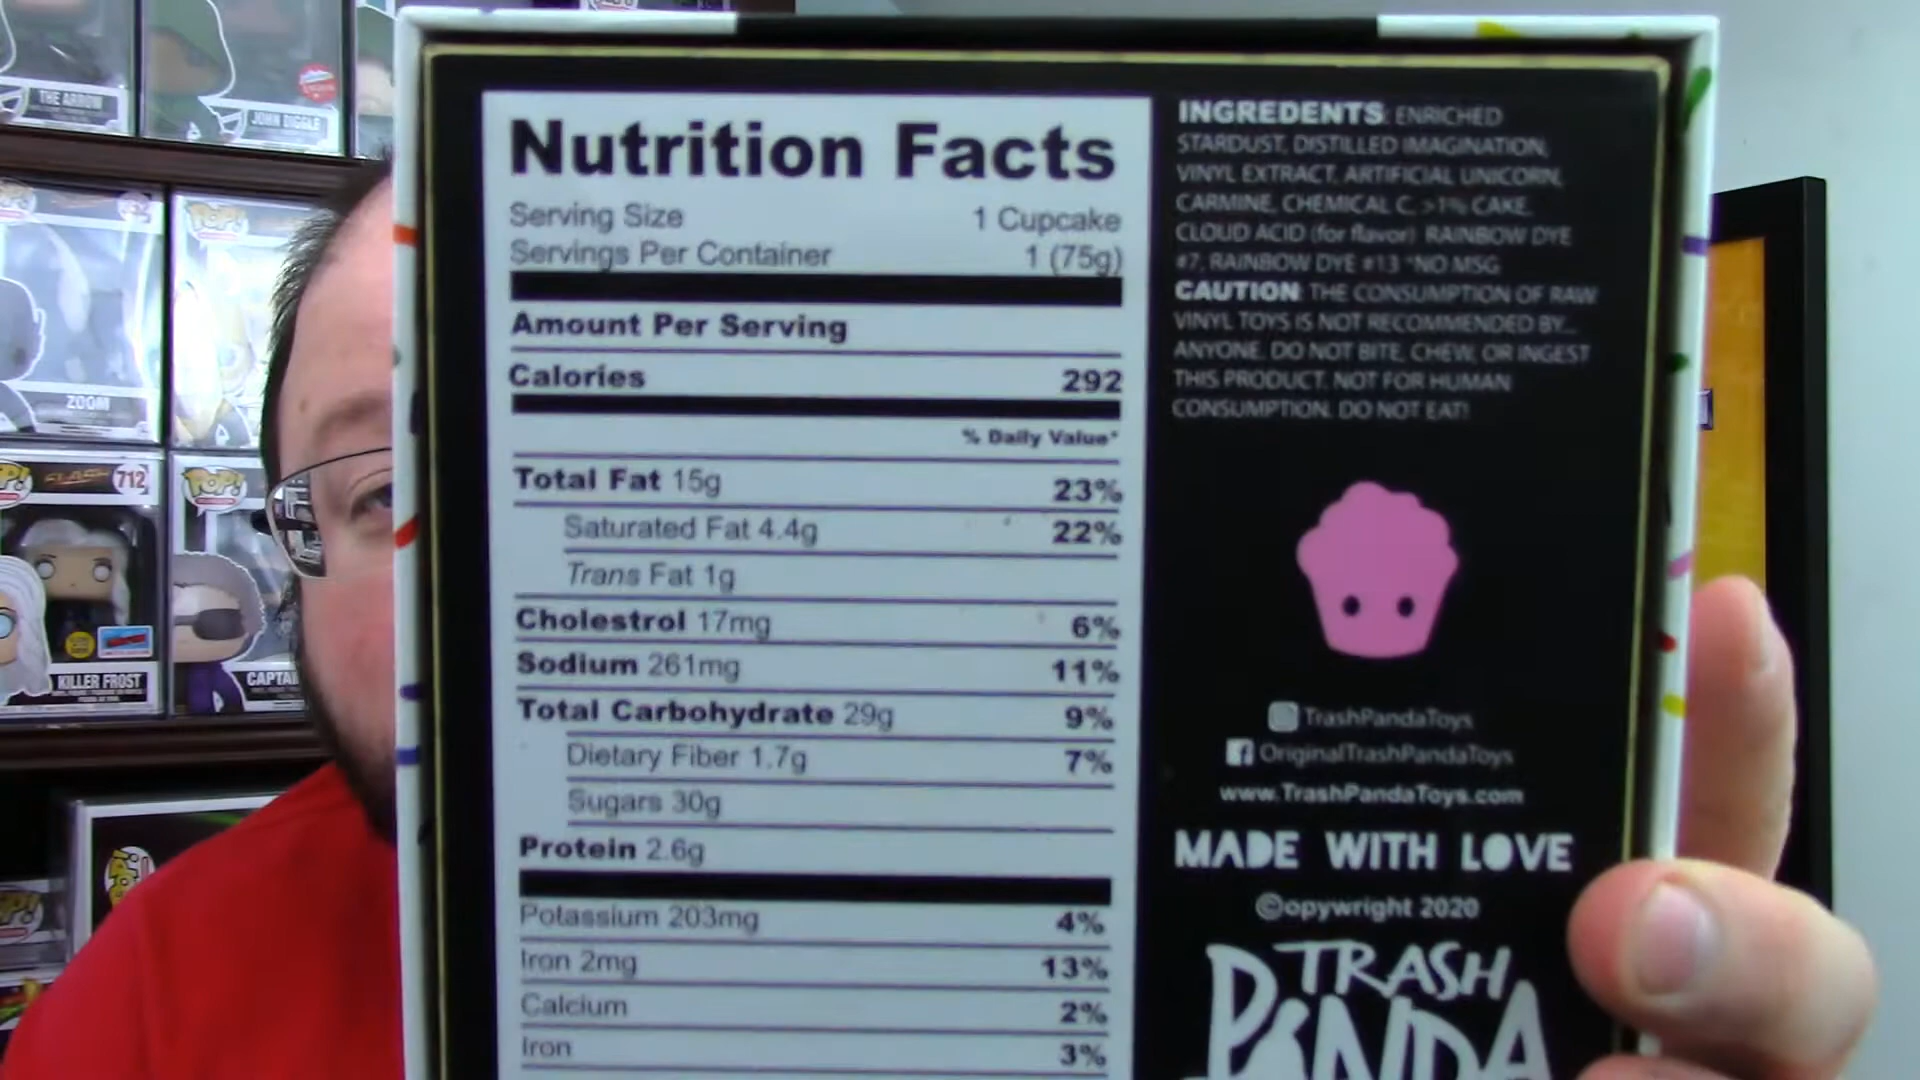 THE ARROW
JOHN DIGGLE
POP!
ZOOM
POP!
FLASH
712
POP!
KILLER FROST
CAPTAI
Nutrition Facts
Serving Size 1 Cupcake
Servings Per Container 1 (75g)
Amount Per Serving
Calories 292
% Daily Value*
Total Fat 15g 23%
Saturated Fat 4.4g 22%
Trans Fat 1g
Cholestrol 17mg 6%
Sodium 261mg 11%
Total Carbohydrate 29g 9%
Dietary Fiber 1.7g 7%
Sugars 30g
Protein 2.6g
Potassium 203mg 4%
Iron 2mg 13%
Calcium 2%
Iron 3%
INGREDENTS: ENRICHED
STARDUST, DISTILLED IMAGINATION,
VINYL EXTRACT, ARTIFICIAL UNICORN,
CARMINE, CHEMICAL C, >1% CAKE,
CLOUD ACID (for flavor) RAINBOW DYE
#7, RAINBOW DYE #13 *NO MSG
CAUTION: THE CONSUMPTION OF RAW
VINYL TOYS IS NOT RECOMMENDED BY...
ANYONE. DO NOT BITE, CHEW, OR INGEST
THIS PRODUCT. NOT FOR HUMAN
CONSUMPTION. DO NOT EAT!
TrashPandaToys
OriginalTrashPandaToys
www.TrashPandaToys.com
MADE WITH LOVE
©opywright 2020
TRASH
PANDA